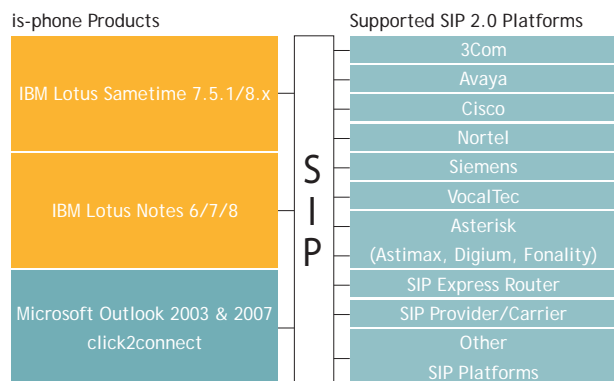 is-phone Products
IBM Lotus Sametime 7.5.1/8.x
IBM Lotus Notes 6/7/8
Microsoft Outlook 2003 & 2007
click2connect
SIP
Supported SIP 2.0 Platforms
3Com
Avaya
Cisco
Nortel
Siemens
VocalTec
Asterisk
(Astimax, Digium, Fonality)
SIP Express Router
SIP Provider/Carrier
Other
SIP Platforms